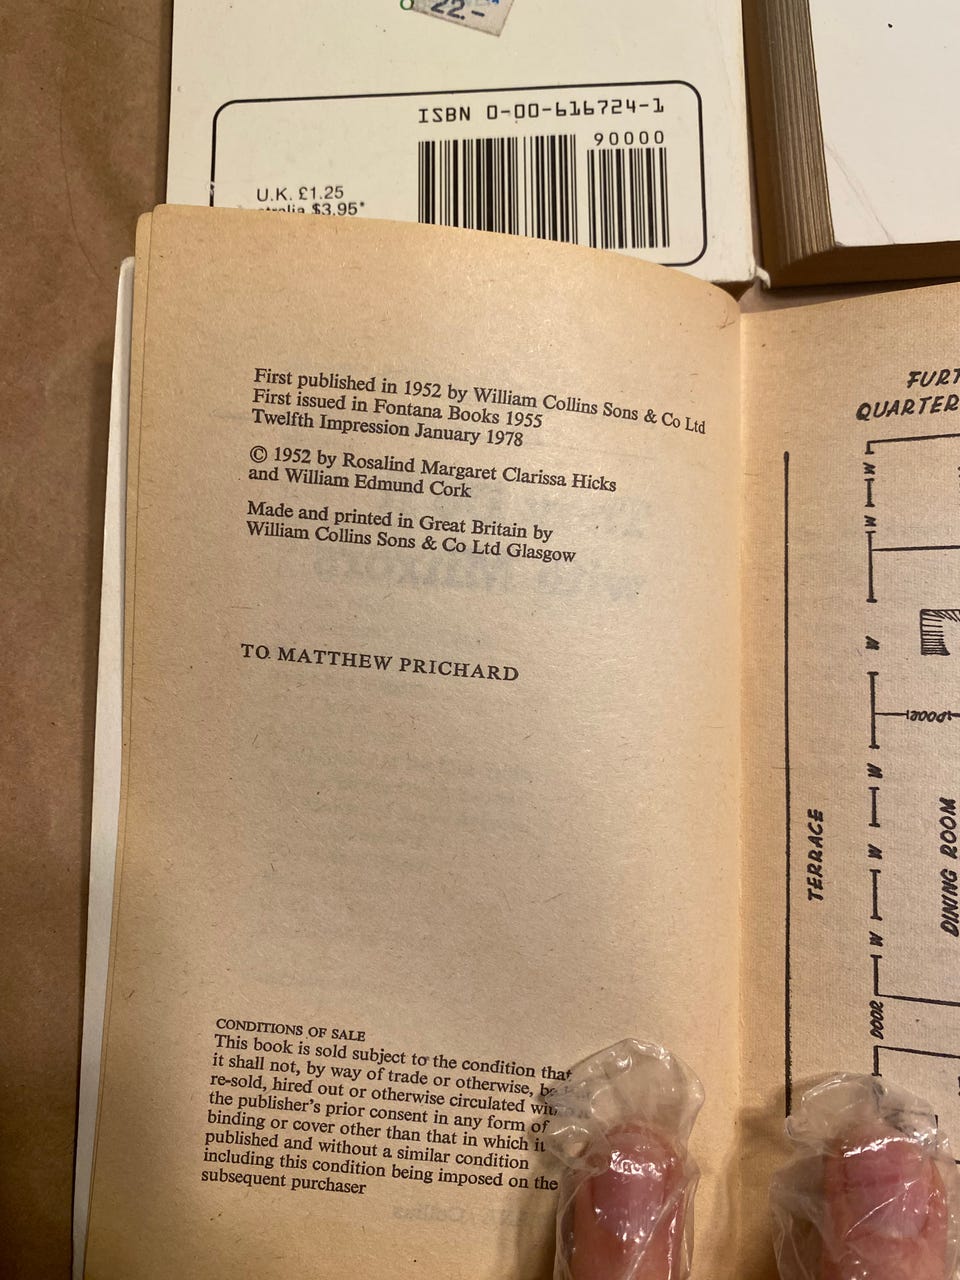 22.-
ISBN 0-00-616724-1
90000
U.K. £1.25
$3.95*
First published in 1952 by William Collins Sons & Co Ltd
First issued in Fontana Books 1955
Twelfth Impression January 1978
© 1952 by Rosalind Margaret Clarissa Hicks
and William Edmund Cork
Made and printed in Great Britain by
William Collins Sons & Co Ltd Glasgow
TO MATTHEW PRICHARD
CONDITIONS OF SALE
This book is sold subject to the condition that
it shall not, by way of trade or otherwise,
re-sold, hired out or otherwise circulated
the publisher's prior consent in any form of
binding or cover other than that in which it
published and without a similar condition
including this condition being imposed on the
subsequent purchaser
QUARTER
W
W
W
DOOR
W
W
W
DOOR
TERRACE
DINING ROOM